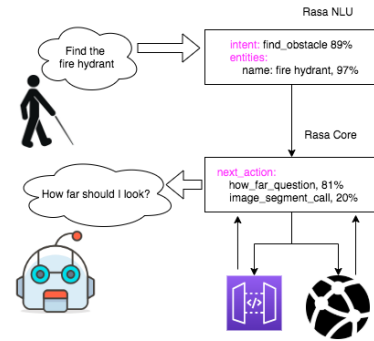 Rasa NLU
Find the
fire hydrant
intent: find_obstacle 89%
entities:
name: fire hydrant, 97%
Rasa Core
next_action:
how_far_question, 81%
image_segment_call, 20%
How far should I look?
</>